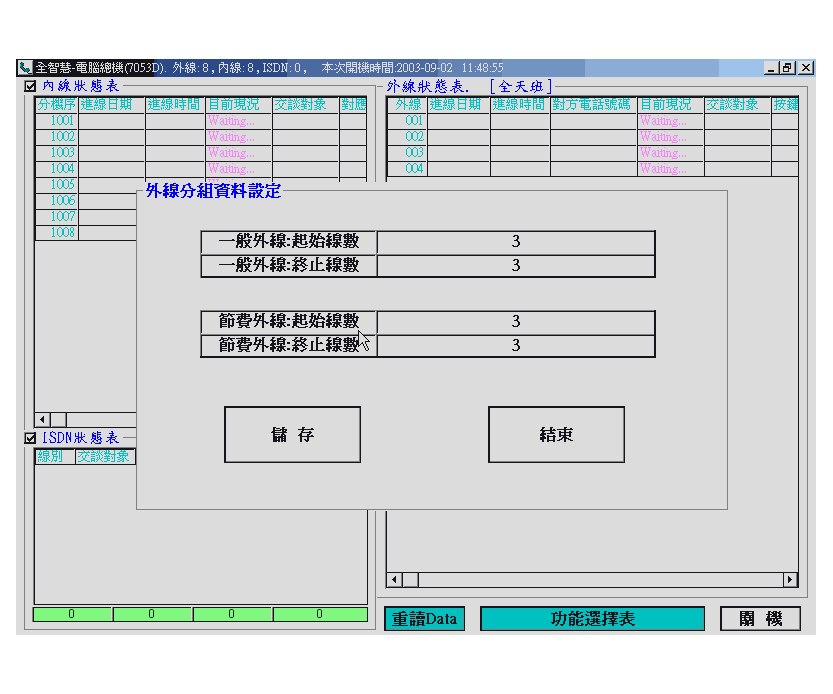 全智慧-電腦總機(7053D). 外線:8,內線:8,ISDN:0, 本次開機時間:2003-09-02 11:48:55
內線狀態表
分機序 進線日期 進線時間 目前現況 交談對象 對應
1001 Waiting...
1002 Waiting...
1003 Waiting...
1004 Waiting...
1005
1006
1007
1008
外線狀態表. [全天班]
外線 進線日期 進線時間 對方電話號碼 目前現況 交談對象 按鍵
001 Waiting...
002 Waiting...
003 Waiting...
004 Waiting...
外線分組資料設定
一般外線:起始線數 3
一般外線:終止線數 3
節費外線:起始線數 3
節費外線:終止線數 3
儲 存 結束
ISDN狀態表
線別 交談對象
0 0 0 0
重讀Data 功能選擇表 關 機